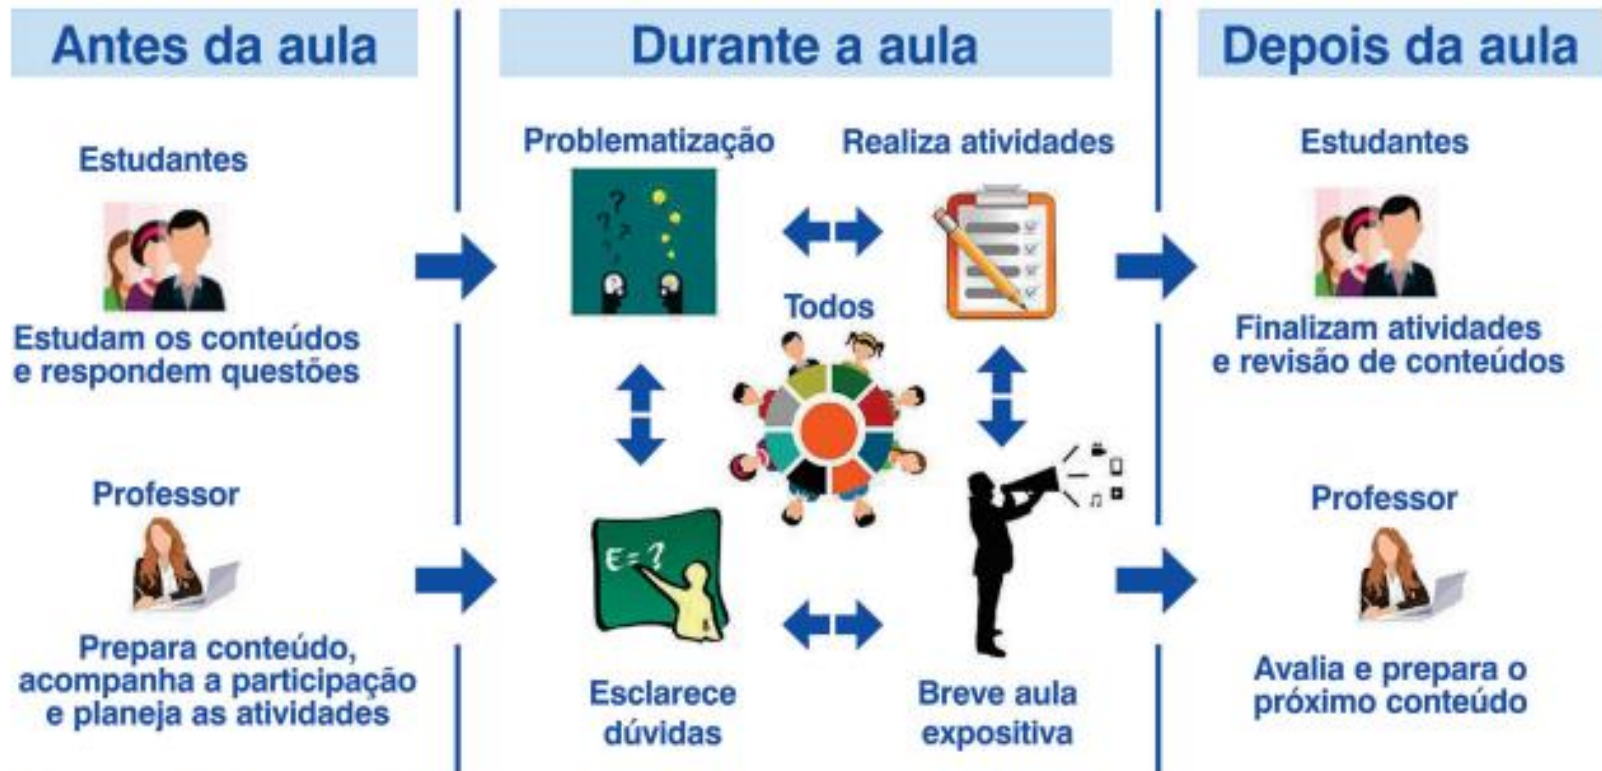 Antes da aula
Estudantes
Estudam os conteúdos
e respondem questões
Professor
Prepara conteúdo,
acompanha a participação
e planeja as atividades
Durante a aula
Problematização
Realiza atividades
Todos
E=?
Esclarece
dúvidas
Breve aula
expositiva
Depois da aula
Estudantes
Finalizam atividades
e revisão de conteúdos
Professor
Avalia e prepara o
próximo conteúdo